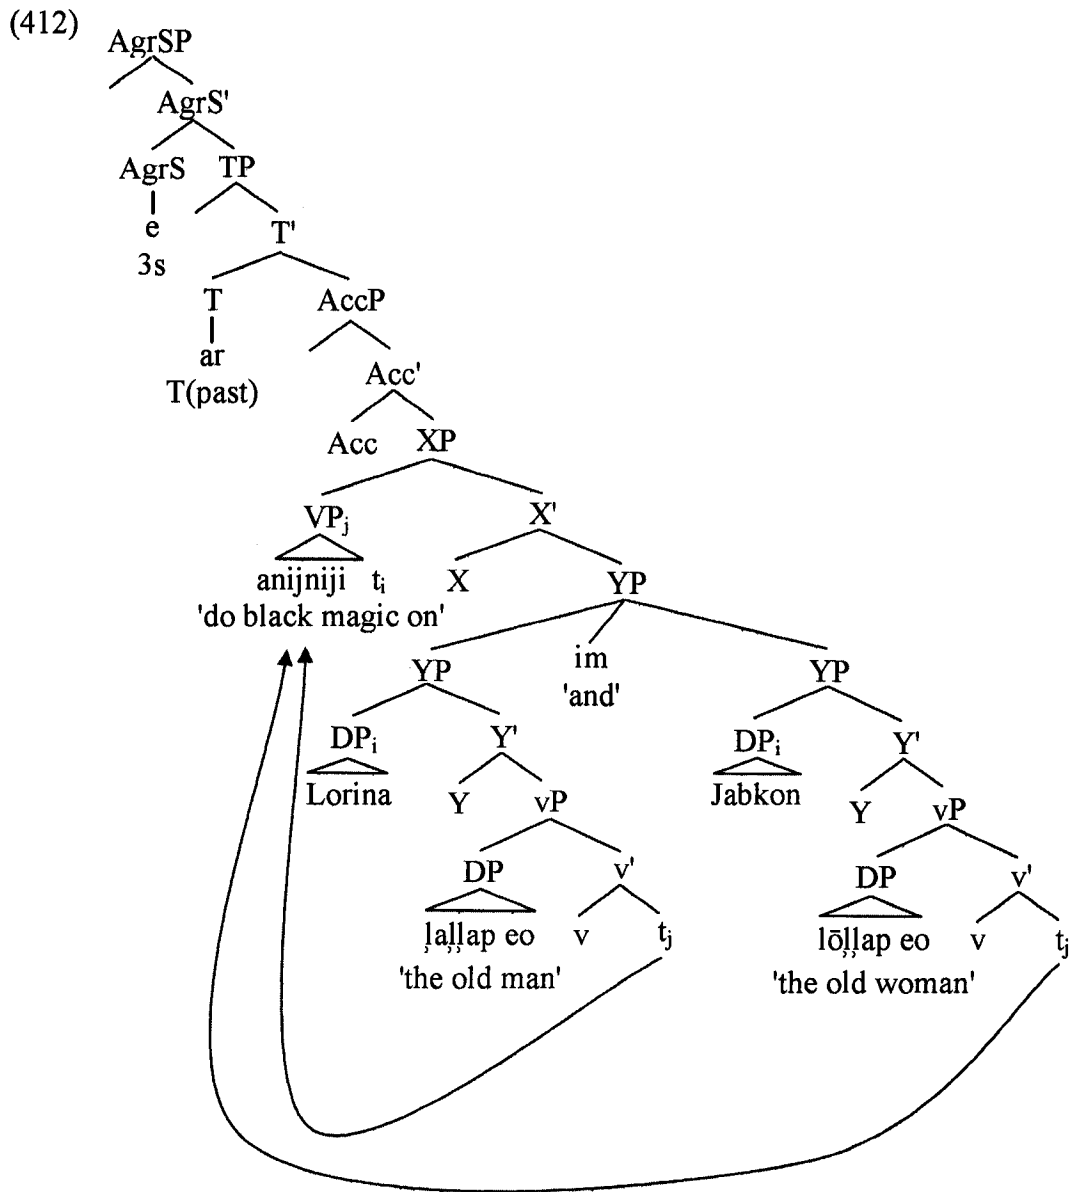 (412)
AgrSP
AgrS'
AgrS TP
e
3s
T'
T AccP
ar
T(past)
Acc'
Acc XP
VPj X'
anijniji ti
'do black magic on'
X YP
YP im YP
'and'
DPi Y' DPi Y'
Lorina Jabkon
Y vP Y vP
DP v' DP v'
ļaļļap eo v tj lōļļap eo v tj
'the old man' 'the old woman'